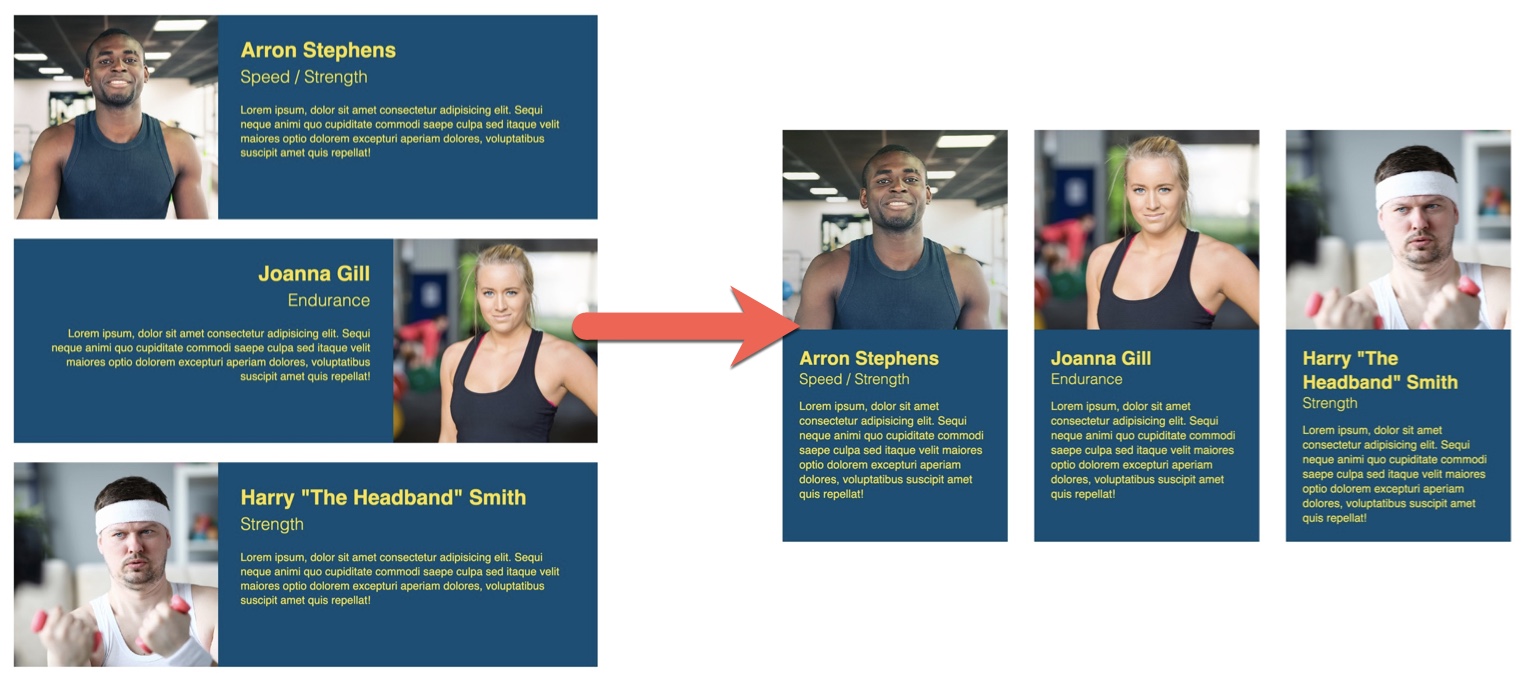 Arron Stephens
Speed / Strength
Lorem ipsum, dolor sit amet consectetur adipisicing elit. Sequi
neque animi quo cupiditate commodi saepe culpa sed itaque velit
maiores optio dolorem excepturi aperiam dolores, voluptatibus
suscipit amet quis repellat!
Joanna Gill
Endurance
Lorem ipsum, dolor sit amet consectetur adipisicing elit. Sequi
neque animi quo cupiditate commodi saepe culpa sed itaque velit
maiores optio dolorem excepturi aperiam dolores, voluptatibus
suscipit amet quis repellat!
Harry "The Headband" Smith
Strength
Lorem ipsum, dolor sit amet consectetur adipisicing elit. Sequi
neque animi quo cupiditate commodi saepe culpa sed itaque velit
maiores optio dolorem excepturi aperiam dolores, voluptatibus
suscipit amet quis repellat!
Arron Stephens
Speed / Strength
Lorem ipsum, dolor sit amet
consectetur adipisicing elit. Sequi
neque animi quo cupiditate commodi
saepe culpa sed itaque velit maiores
optio dolorem excepturi aperiam
dolores, voluptatibus suscipit amet
quis repellat!
Joanna Gill
Endurance
Lorem ipsum, dolor sit amet
consectetur adipisicing elit. Sequi
neque animi quo cupiditate commodi
saepe culpa sed itaque velit maiores
optio dolorem excepturi aperiam
dolores, voluptatibus suscipit amet
quis repellat!
Harry "The
Headband" Smith
Strength
Lorem ipsum, dolor sit amet
consectetur adipisicing elit. Sequi
neque animi quo cupiditate commodi
saepe culpa sed itaque velit maiores
optio dolorem excepturi aperiam
dolores, voluptatibus suscipit amet
quis repellat!